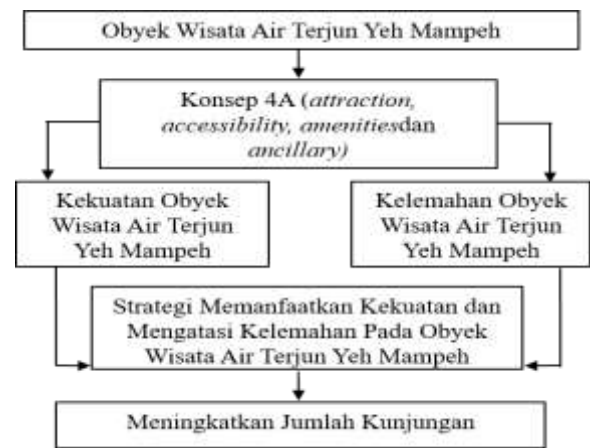 Obyek Wisata Air Terjun Yeh Mampeh
Konsep 4A (attraction,
accessibility, amenitiesdan
ancillary)
Kekuatan Obyek
Wisata Air Terjun
Yeh Mampeh
Kelemahan Obyek
Wisata Air Terjun
Yeh Mampeh
Strategi Memanfaatkan Kekuatan dan
Mengatasi Kelemahan Pada Obyek
Wisata Air Terjun Yeh Mampeh
Meningkatkan Jumlah Kunjungan